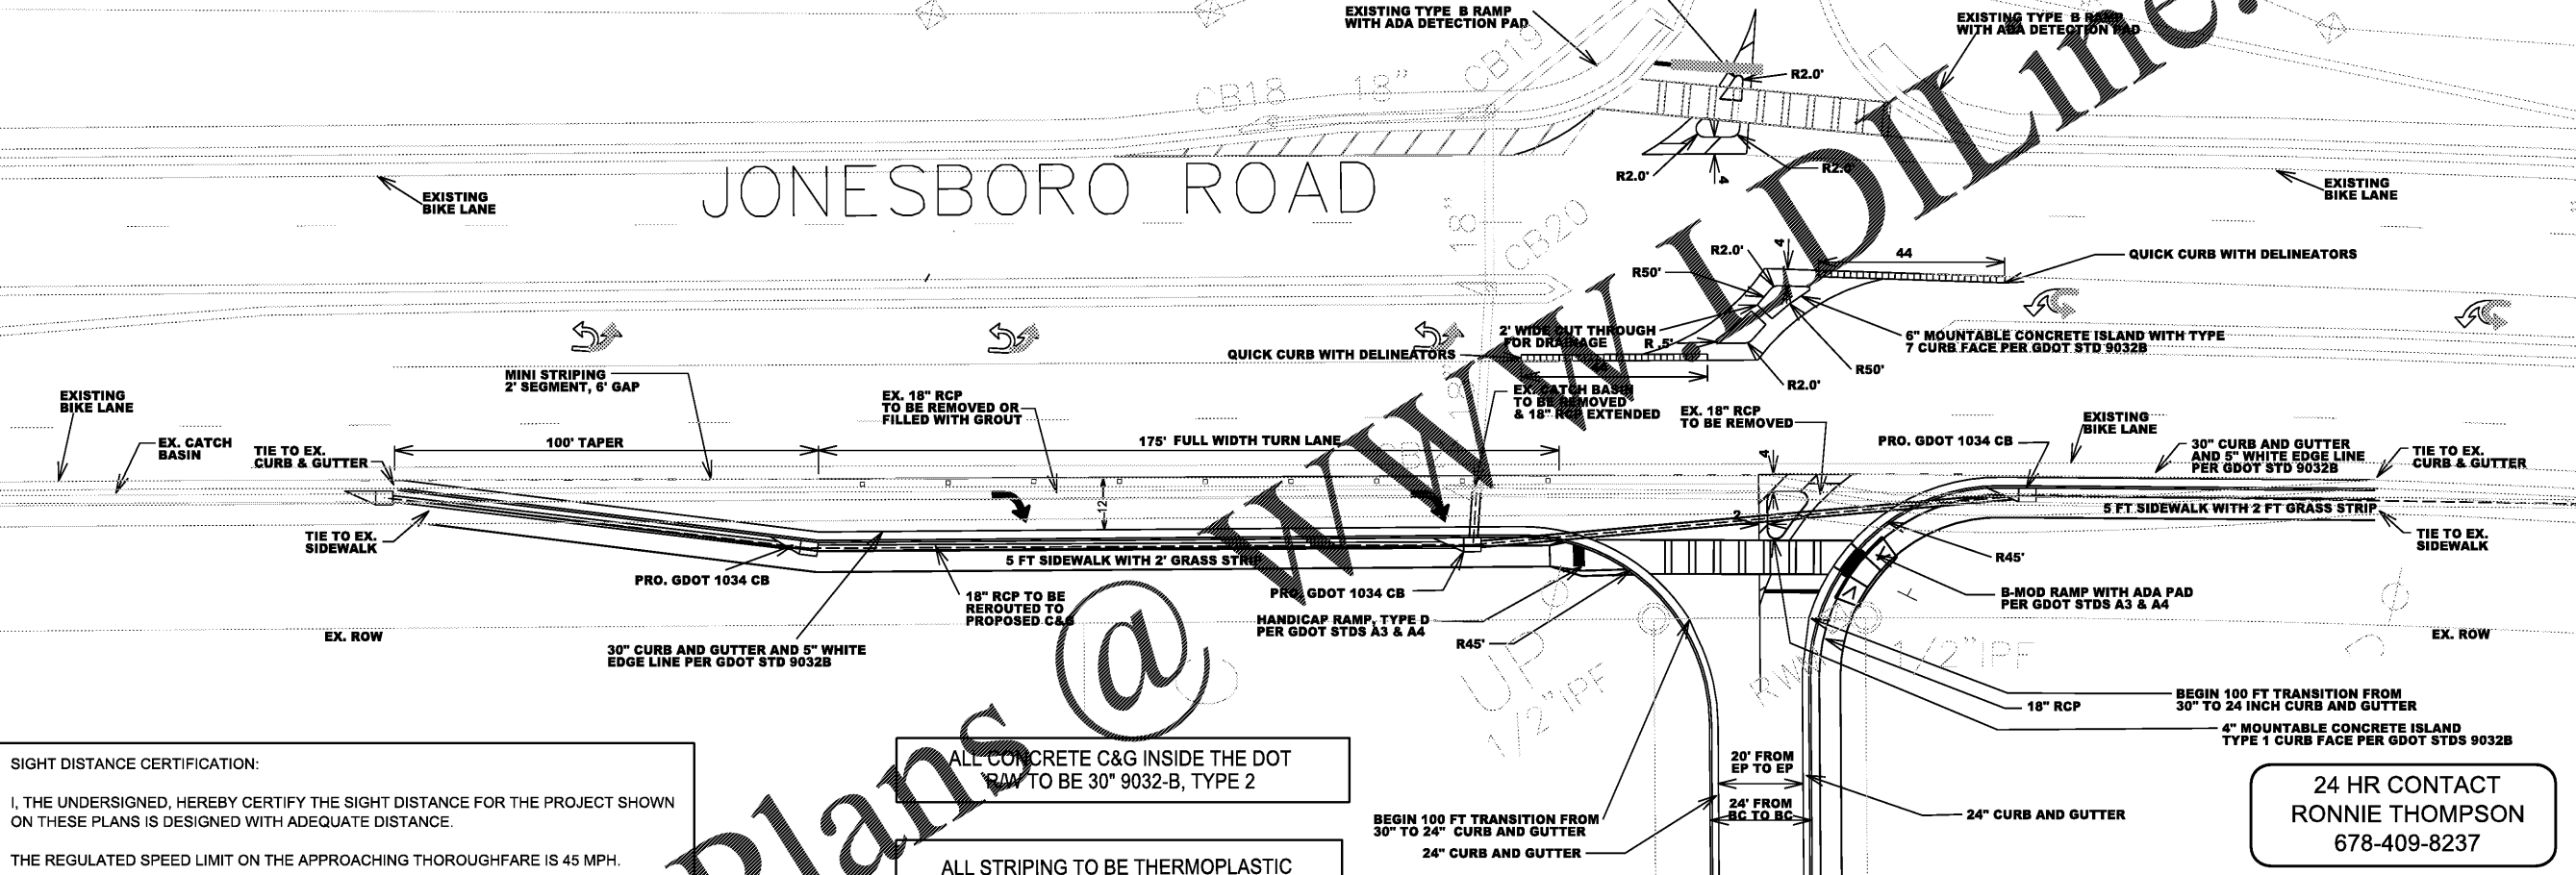 EXISTING TYPE B RAMP
WITH ADA DETECTION PAD
EXISTING TYPE B RAMP
WITH ADA DETECTION PAD
CB18
18"
CB19
R2.0'
R2.0'
R2.0'
4
EXISTING
BIKE LANE
JONESBORO ROAD
EXISTING
BIKE LANE
18"
CB20
R2.0'
4
44
QUICK CURB WITH DELINEATORS
R50'
2' WIDE CUT THROUGH
FOR DRAINAGE
R .5'
QUICK CURB WITH DELINEATORS
6" MOUNTABLE CONCRETE ISLAND WITH TYPE
7 CURB FACE PER GDOT STD 9032B
R50'
R2.0'
MINI STRIPING
2' SEGMENT, 6' GAP
EXISTING
BIKE LANE
EX. 18" RCP
TO BE REMOVED OR
FILLED WITH GROUT
EX. CATCH BASIN
TO BE REMOVED
& 18" RCP EXTENDED
EX. 18" RCP
TO BE REMOVED
EX. CATCH
BASIN
TIE TO EX.
CURB & GUTTER
100' TAPER
175' FULL WIDTH TURN LANE
PRO. GDOT 1034 CB
EXISTING
BIKE LANE
30" CURB AND GUTTER
AND 5" WHITE EDGE LINE
PER GDOT STD 9032B
TIE TO EX.
CURB & GUTTER
4
12
2
5 FT SIDEWALK WITH 2 FT GRASS STRIP
TIE TO EX.
SIDEWALK
TIE TO EX.
SIDEWALK
5 FT SIDEWALK WITH 2' GRASS STRIP
R45'
PRO. GDOT 1034 CB
18" RCP TO BE
REROUTED TO
PROPOSED C&G
PRO. GDOT 1034 CB
HANDICAP RAMP, TYPE D
PER GDOT STDS A3 & A4
R45'
B-MOD RAMP WITH ADA PAD
PER GDOT STDS A3 & A4
EX. ROW
EX. ROW
30" CURB AND GUTTER AND 5" WHITE
EDGE LINE PER GDOT STD 9032B
UP
1/2"IPF
1/2"IPF
BEGIN 100 FT TRANSITION FROM
30" TO 24 INCH CURB AND GUTTER
18" RCP
4" MOUNTABLE CONCRETE ISLAND
TYPE 1 CURB FACE PER GDOT STDS 9032B
SIGHT DISTANCE CERTIFICATION:
I, THE UNDERSIGNED, HEREBY CERTIFY THE SIGHT DISTANCE FOR THE PROJECT SHOWN
ON THESE PLANS IS DESIGNED WITH ADEQUATE DISTANCE.
THE REGULATED SPEED LIMIT ON THE APPROACHING THOROUGHFARE IS 45 MPH.
ALL CONCRETE C&G INSIDE THE DOT
R/W TO BE 30" 9032-B, TYPE 2
ALL STRIPING TO BE THERMOPLASTIC
20' FROM
EP TO EP
24' FROM
BC TO BC
BEGIN 100 FT TRANSITION FROM
30" TO 24" CURB AND GUTTER
24" CURB AND GUTTER
24" CURB AND GUTTER
24 HR CONTACT
RONNIE THOMPSON
678-409-8237
Plans @ WWW.LDILine.